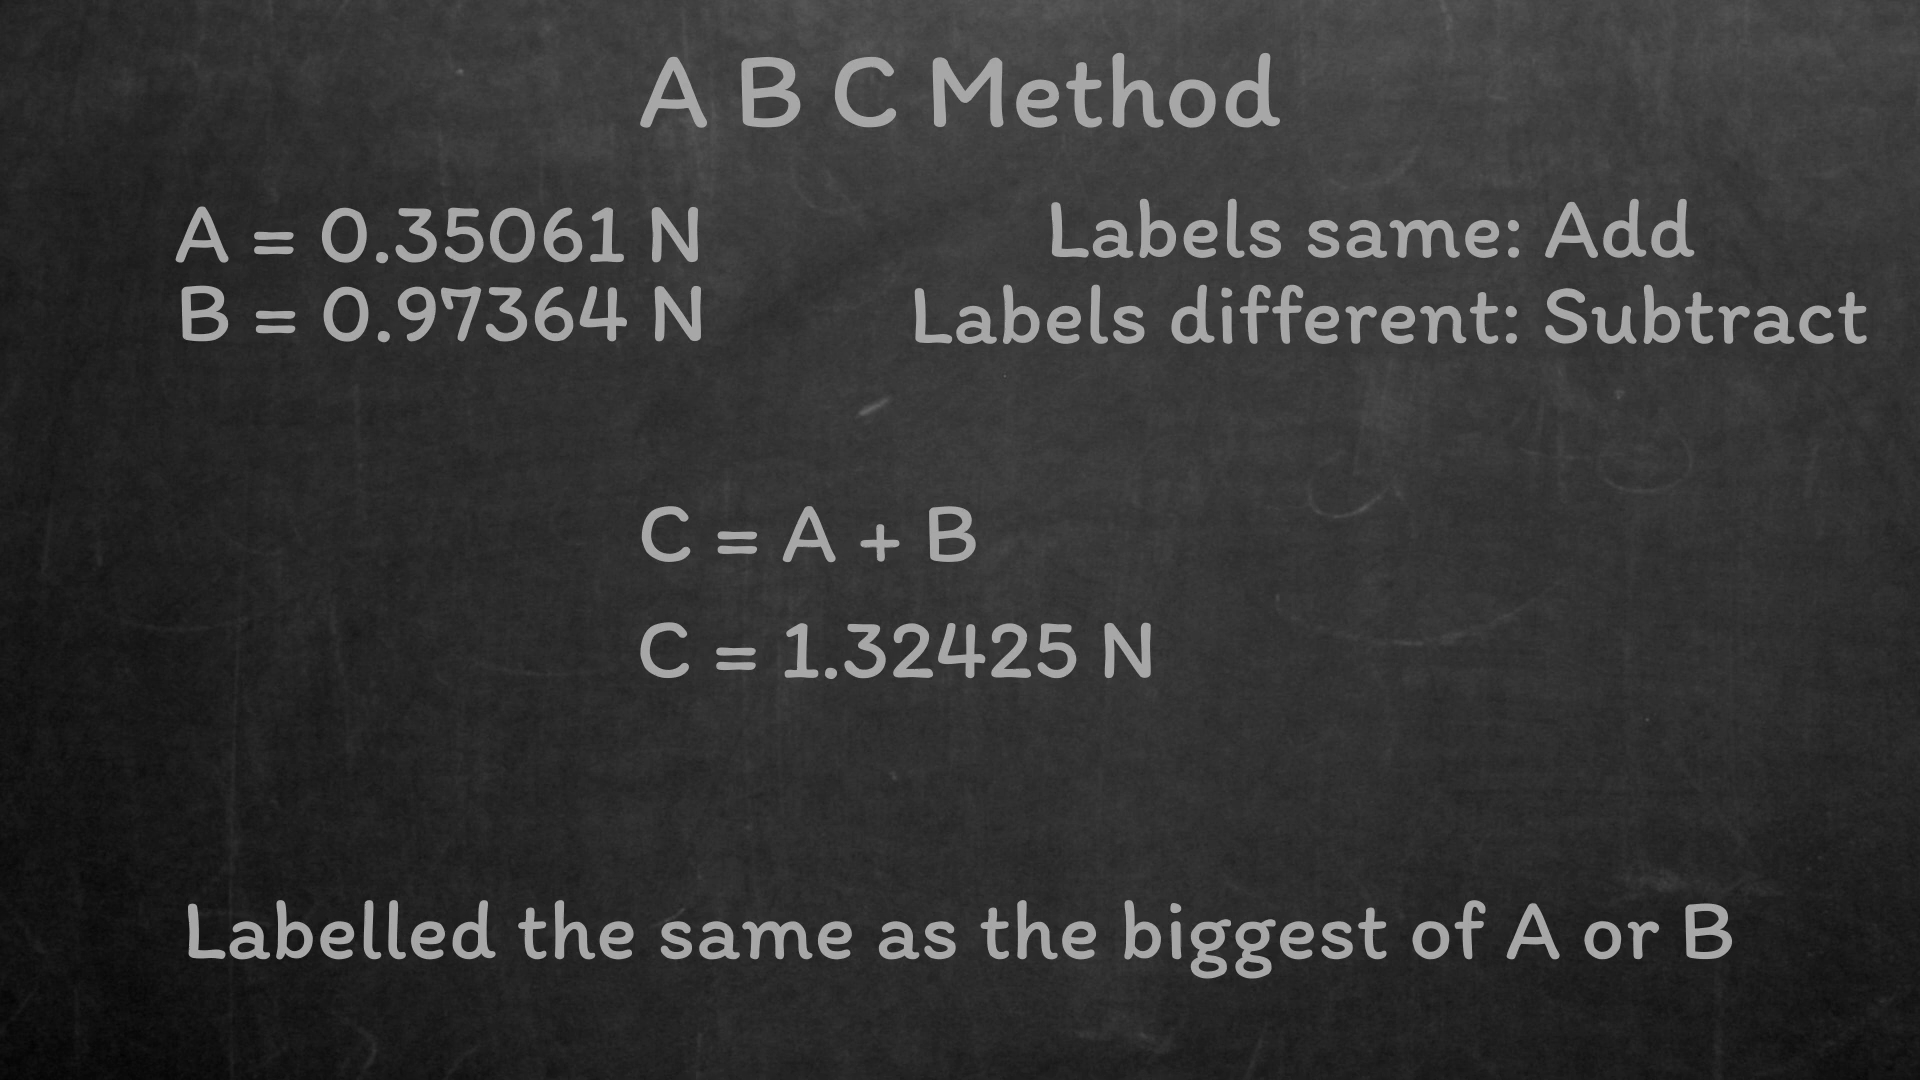 A B C Method
A = 0.35061 N
B = 0.97364 N
Labels same: Add
Labels different: Subtract
C = A + B
C = 1.32425 N
Labelled the same as the biggest of A or B